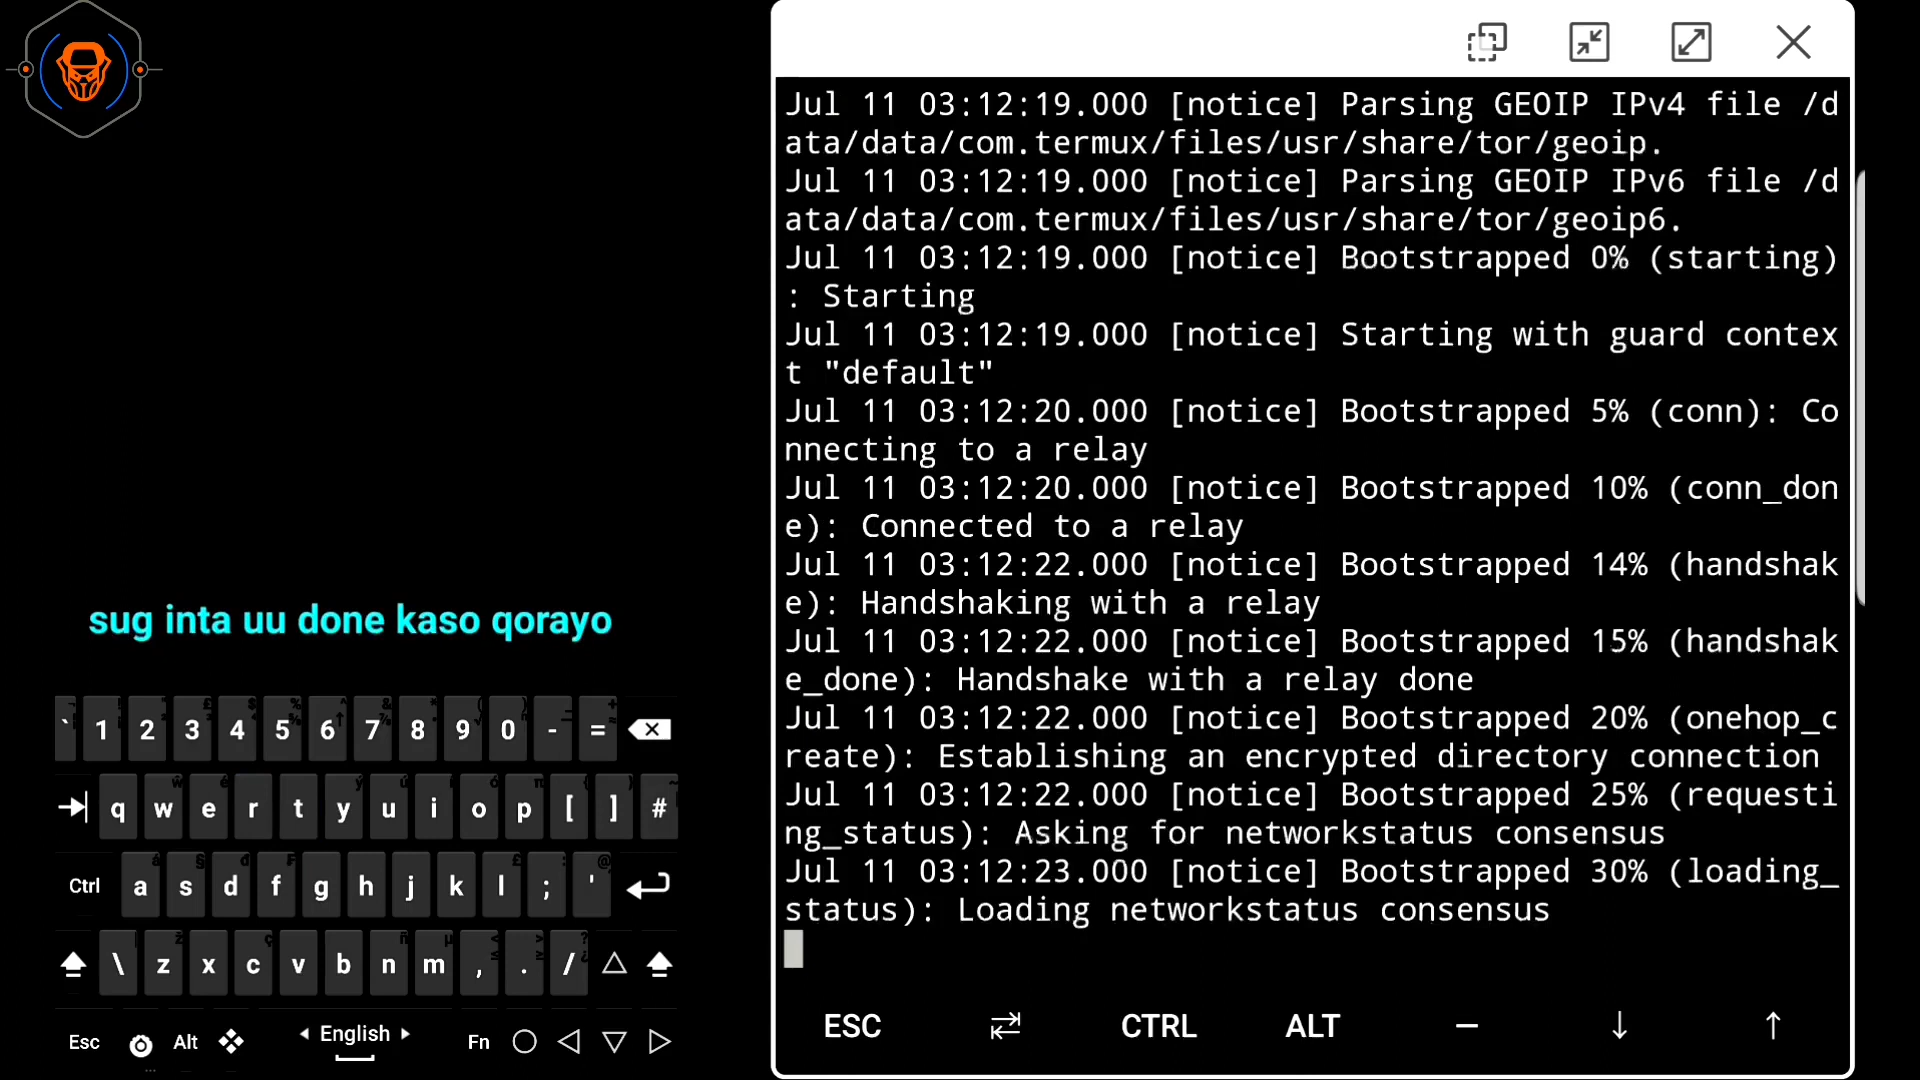 sug inta uu done kaso qorayo
` 1 2 3 4 5 6 7 8 9 0 - =
q w e r t y u i o p [ ] #
Ctrl a s d f g h j k l ; '
\ z x c v b n m , . /
Esc Alt English Fn
Jul 11 03:12:19.000 [notice] Parsing GEOIP IPv4 file /d
ata/data/com.termux/files/usr/share/tor/geoip.
Jul 11 03:12:19.000 [notice] Parsing GEOIP IPv6 file /d
ata/data/com.termux/files/usr/share/tor/geoip6.
Jul 11 03:12:19.000 [notice] Bootstrapped 0% (starting)
: Starting
Jul 11 03:12:19.000 [notice] Starting with guard contex
t "default"
Jul 11 03:12:20.000 [notice] Bootstrapped 5% (conn): Co
nnecting to a relay
Jul 11 03:12:20.000 [notice] Bootstrapped 10% (conn_don
e): Connected to a relay
Jul 11 03:12:22.000 [notice] Bootstrapped 14% (handshak
e): Handshaking with a relay
Jul 11 03:12:22.000 [notice] Bootstrapped 15% (handshak
e_done): Handshake with a relay done
Jul 11 03:12:22.000 [notice] Bootstrapped 20% (onehop_c
reate): Establishing an encrypted directory connection
Jul 11 03:12:22.000 [notice] Bootstrapped 25% (requesti
ng_status): Asking for networkstatus consensus
Jul 11 03:12:23.000 [notice] Bootstrapped 30% (loading_
status): Loading networkstatus consensus
ESC ⇄ CTRL ALT – ↓ ↑